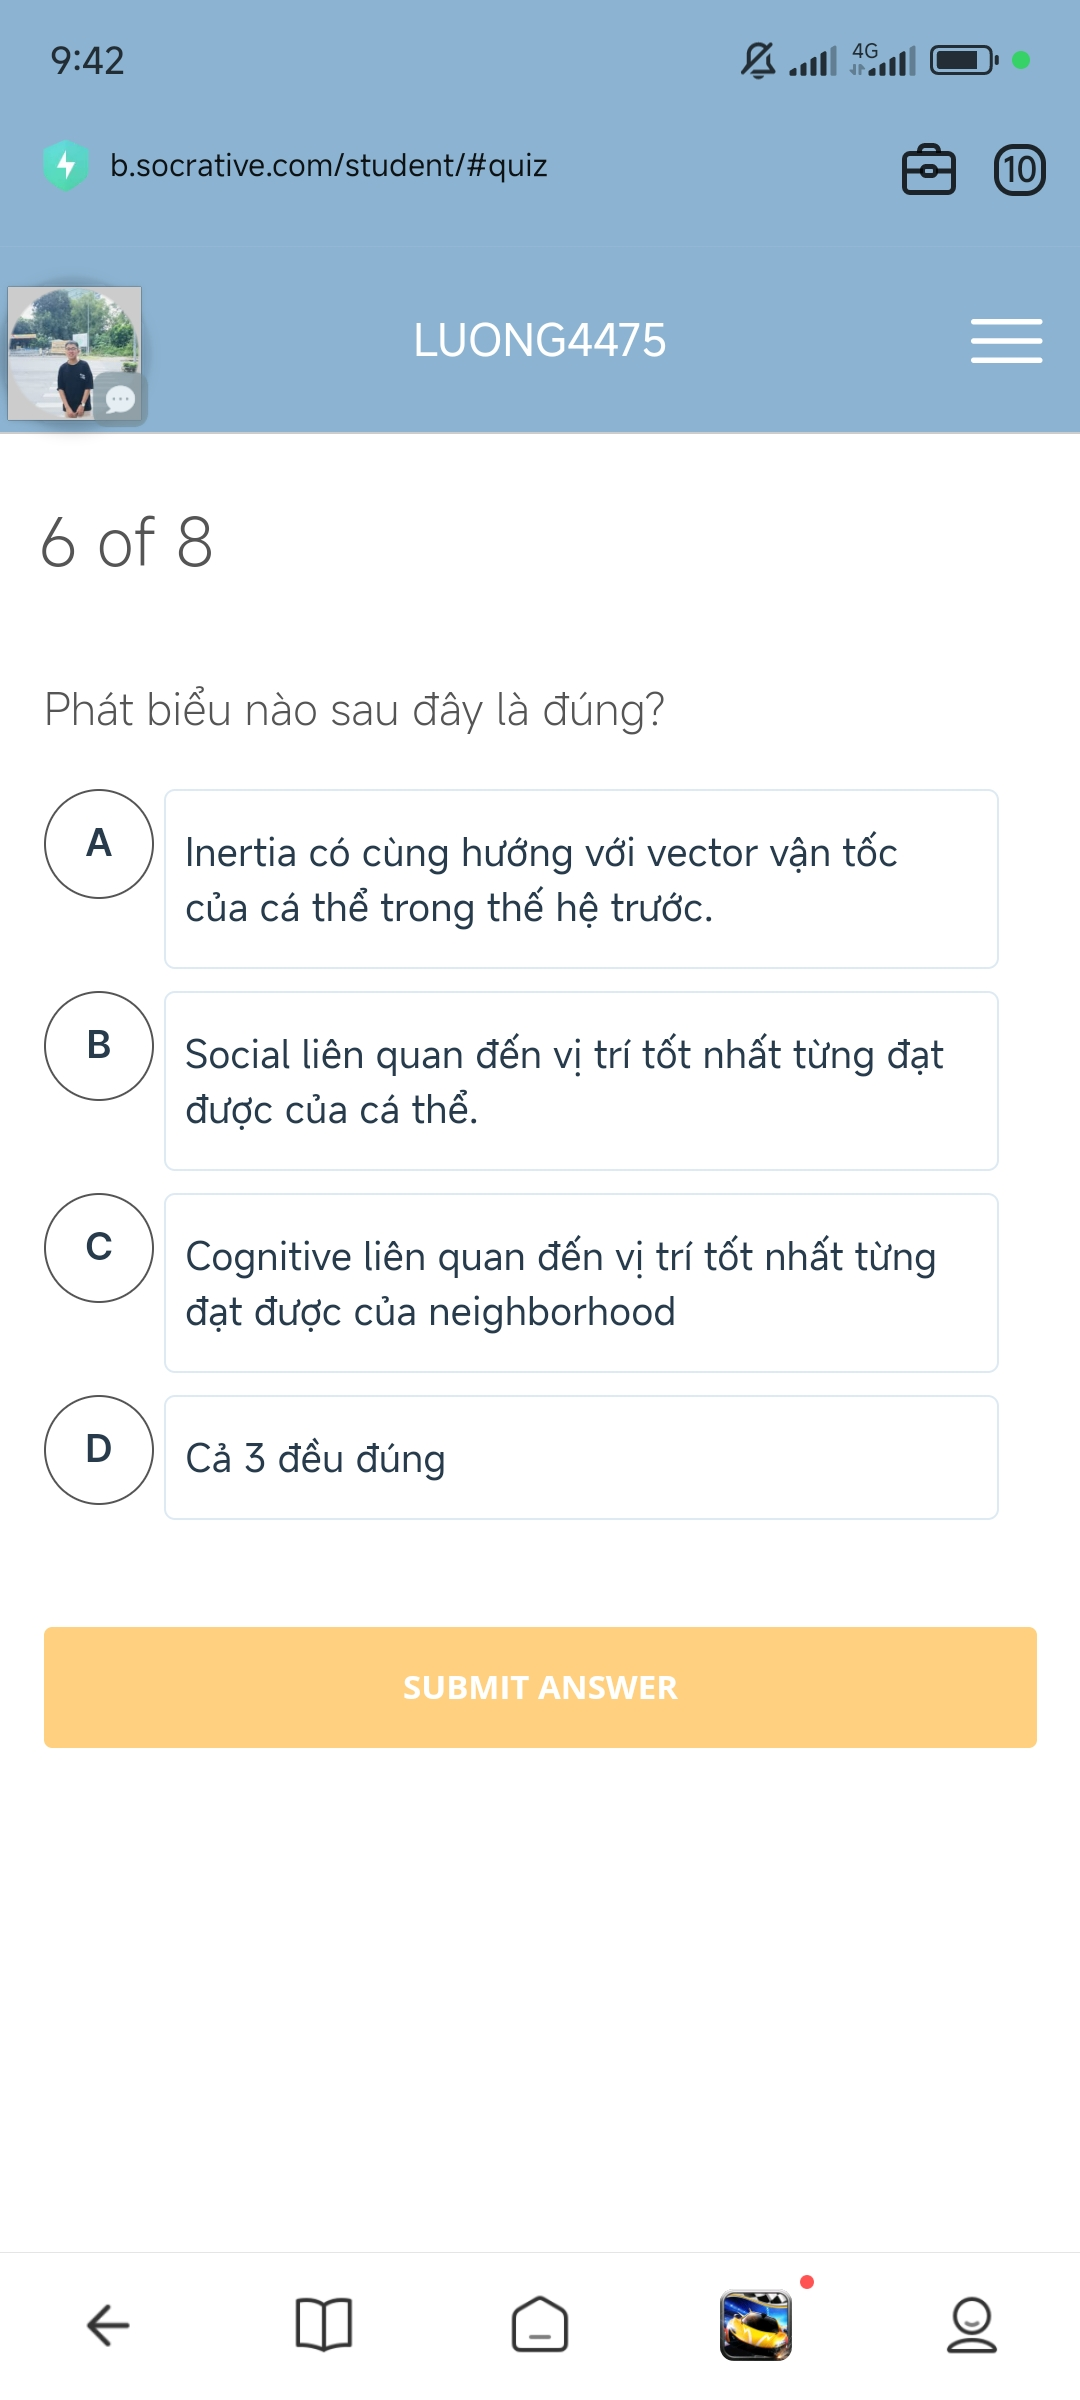 9:42
4G
b.socrative.com/student/#quiz
10
LUONG4475
6 of 8
Phát biểu nào sau đây là đúng?
A
Inertia có cùng hướng với vector vận tốc
của cá thể trong thế hệ trước.
B
Social liên quan đến vị trí tốt nhất từng đạt
được của cá thể.
C
Cognitive liên quan đến vị trí tốt nhất từng
đạt được của neighborhood
D
Cả 3 đều đúng
SUBMIT ANSWER